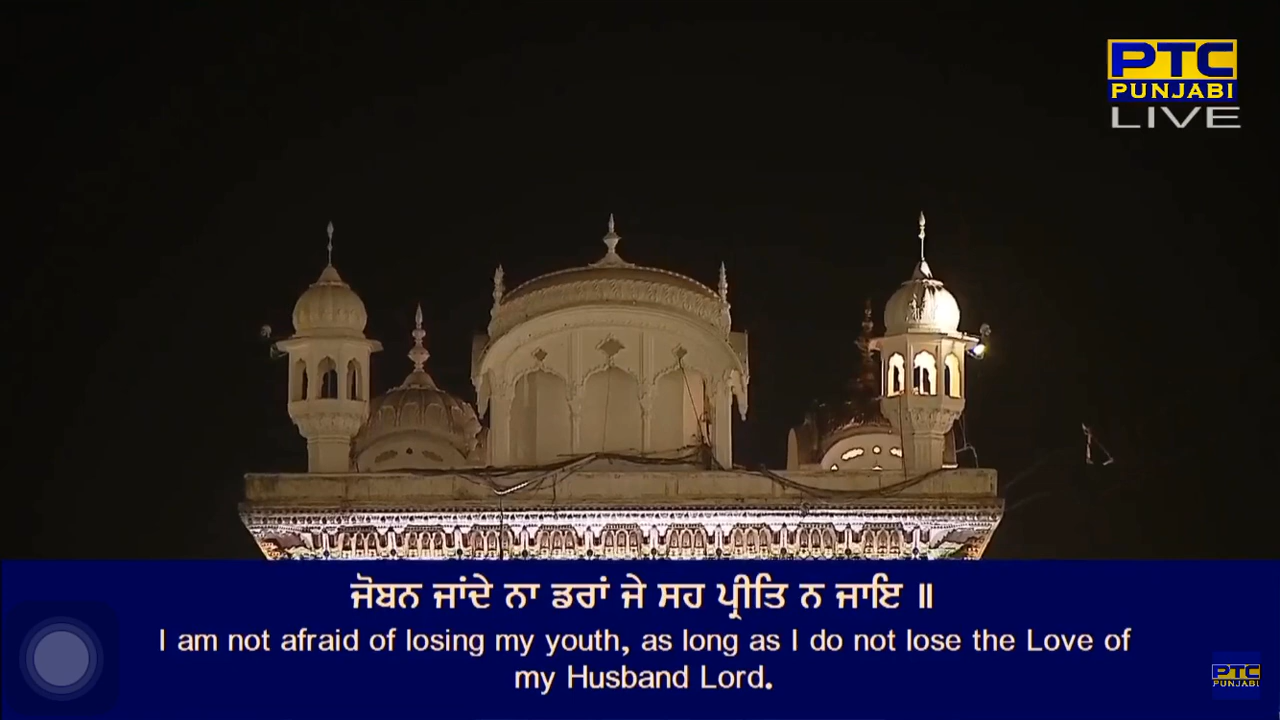 PTC
PUNJABI
LIVE
ਜੋਬਨ ਜਾਂਦੇ ਨਾ ਡਰਾਂ ਜੇ ਸਹ ਪ੍ਰੀਤਿ ਨ ਜਾਇ ॥
I am not afraid of losing my youth, as long as I do not lose the Love of
my Husband Lord.
PTC
PUNJABI